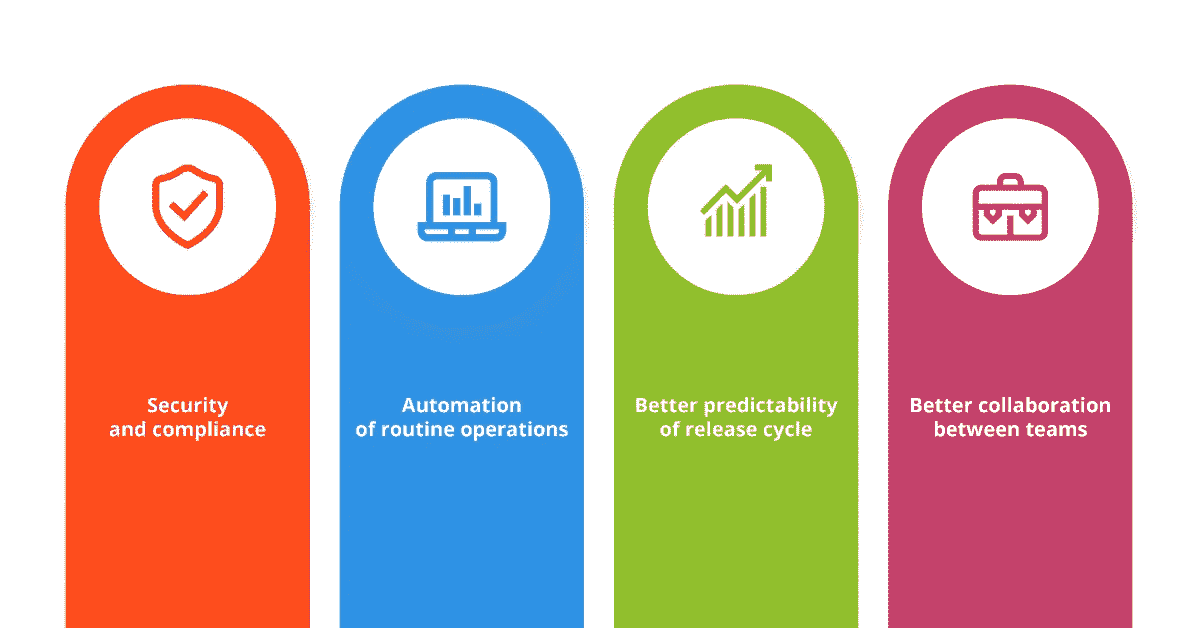 Security
and compliance
Automation
of routine operations
Better predictability
of release cycle
Better collaboration
between teams